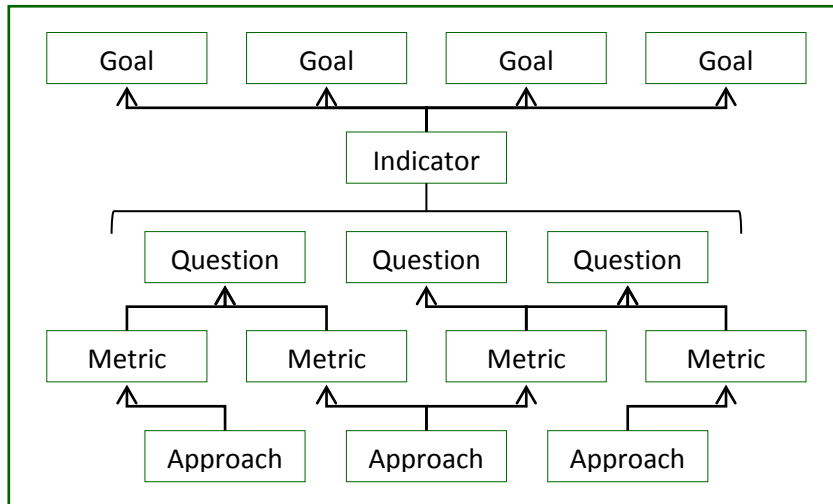 Goal Goal Goal Goal
Indicator
Question Question Question
Metric Metric Metric Metric
Approach Approach Approach